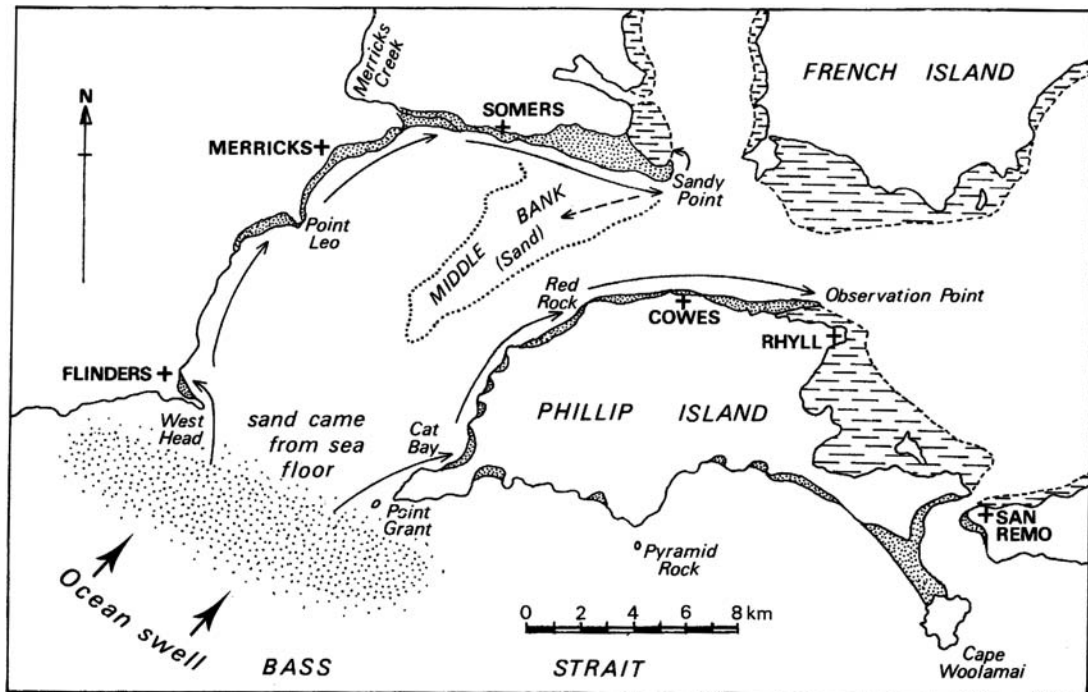 Merricks
Creek
FRENCH ISLAND
N
SOMERS
MERRICKS
Sandy
Point
Point
Leo
MIDDLE BANK
(Sand)
Red
Rock
Observation Point
COWES
RHYLL
FLINDERS
West
Head
sand came
from sea
floor
Cat
Bay
PHILLIP ISLAND
Point
Grant
SAN
REMO
Pyramid
Rock
Ocean swell
0 2 4 6 8 km
BASS STRAIT
Cape
Woolamai